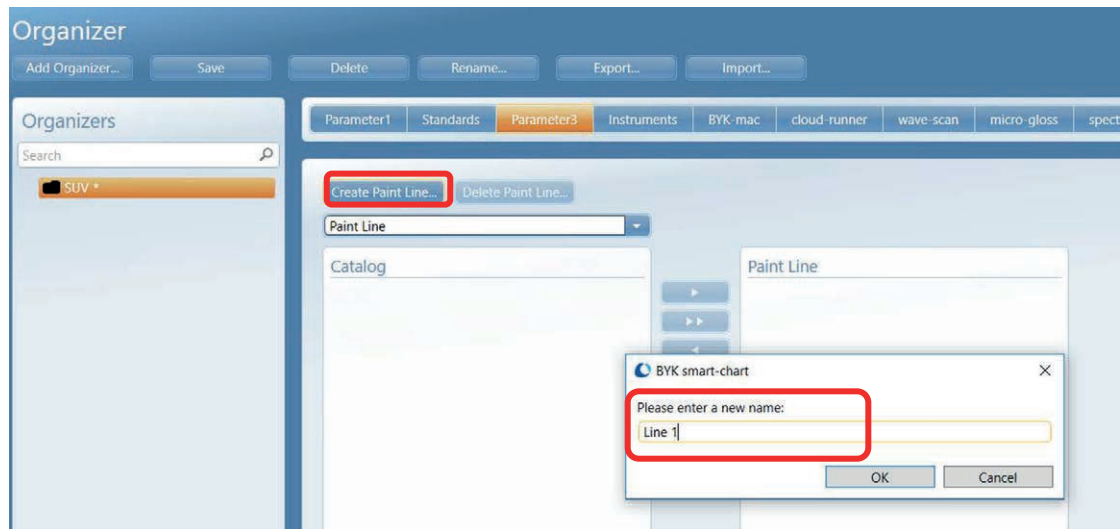 Organizer
Add Organizer... Save Delete Rename... Export... Import...
Organizers
Search
SUV *
Parameter1 Standards Parameter3 Instruments BYK-mac cloud-runner wave-scan micro-gloss spect
Create Paint Line... Delete Paint Line...
Paint Line
Catalog
Paint Line
BYK smart-chart
Please enter a new name:
Line 1
OK Cancel